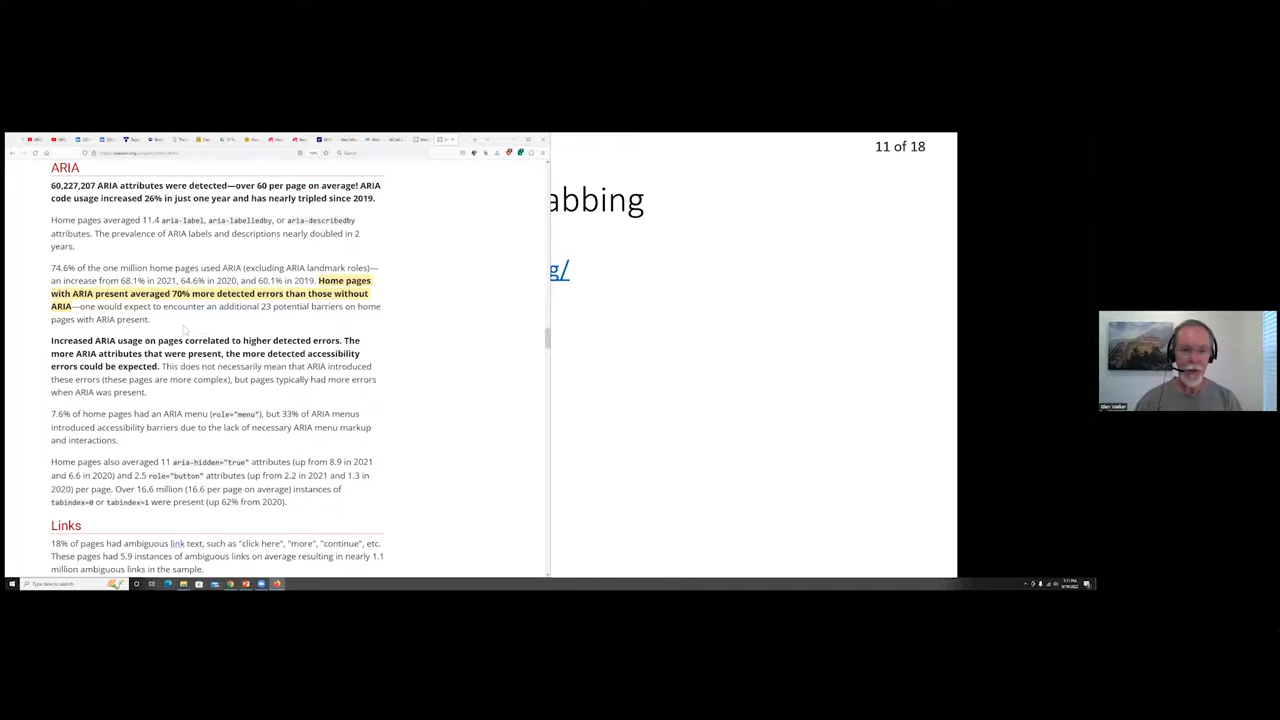 11 of 18
abbing
g/
ARIA
60,227,207 ARIA attributes were detected—over 60 per page on average! ARIA
code usage increased 26% in just one year and has nearly tripled since 2019.
Home pages averaged 11.4 aria-label, aria-labelledby, or aria-describedby
attributes. The prevalence of ARIA labels and descriptions nearly doubled in 2
years.
74.6% of the one million home pages used ARIA (excluding ARIA landmark roles)—
an increase from 68.1% in 2021, 64.6% in 2020, and 60.1% in 2019. Home pages
with ARIA present averaged 70% more detected errors than those without
ARIA—one would expect to encounter an additional 23 potential barriers on home
pages with ARIA present.
Increased ARIA usage on pages correlated to higher detected errors. The
more ARIA attributes that were present, the more detected accessibility
errors could be expected. This does not necessarily mean that ARIA introduced
these errors (these pages are more complex), but pages typically had more errors
when ARIA was present.
7.6% of home pages had an ARIA menu (role="menu"), but 33% of ARIA menus
introduced accessibility barriers due to the lack of necessary ARIA menu markup
and interactions.
Home pages also averaged 11 aria-hidden="true" attributes (up from 8.9 in 2021
and 6.6 in 2020) and 2.5 role="button" attributes (up from 2.2 in 2021 and 1.3 in
2020) per page. Over 16.6 million (16.6 per page on average) instances of
tabindex=0 or tabindex=1 were present (up 62% from 2020).
Links
18% of pages had ambiguous link text, such as "click here", "more", "continue", etc.
These pages had 5.9 instances of ambiguous links on average resulting in nearly 1.1
million ambiguous links in the sample.
Type here to search
7:11 PM
Glen Walker